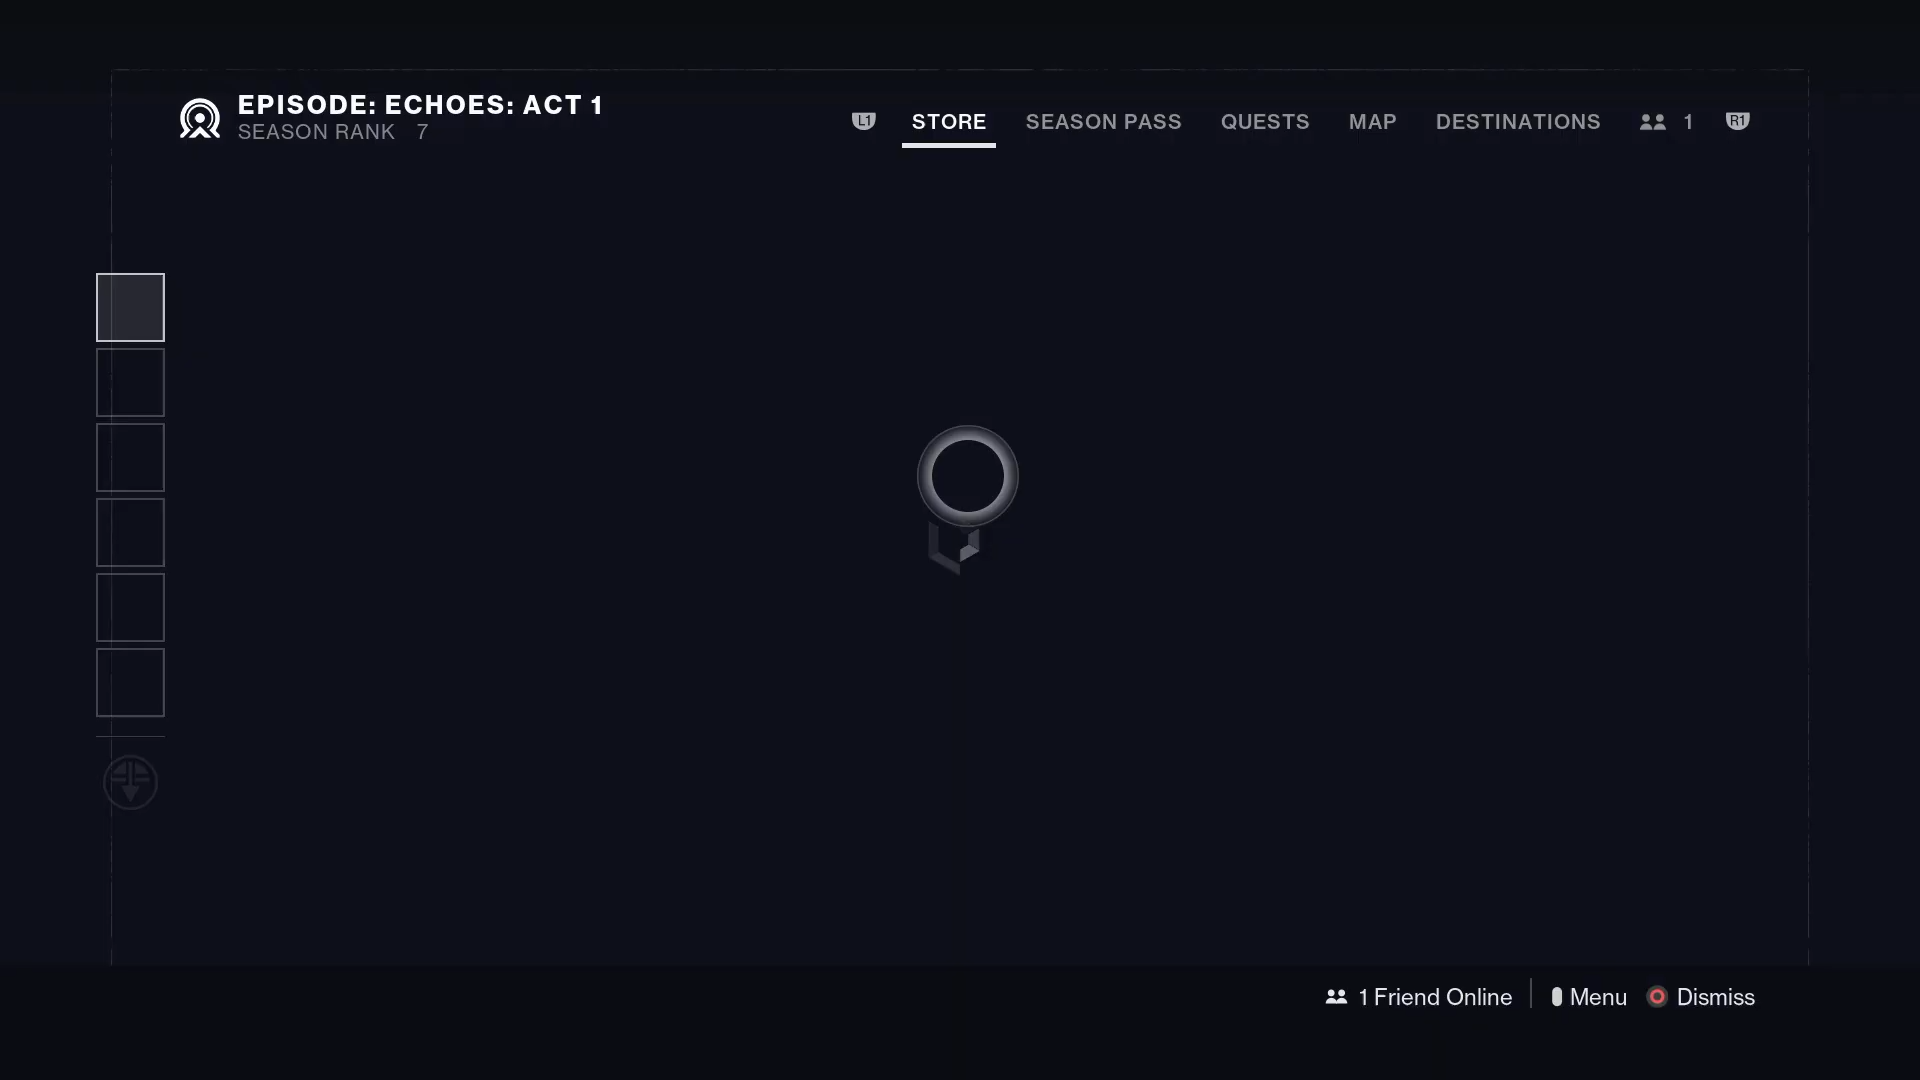 EPISODE: ECHOES: ACT 1
SEASON RANK 7
L1 STORE SEASON PASS QUESTS MAP DESTINATIONS 1 R1
1 Friend Online Menu Dismiss